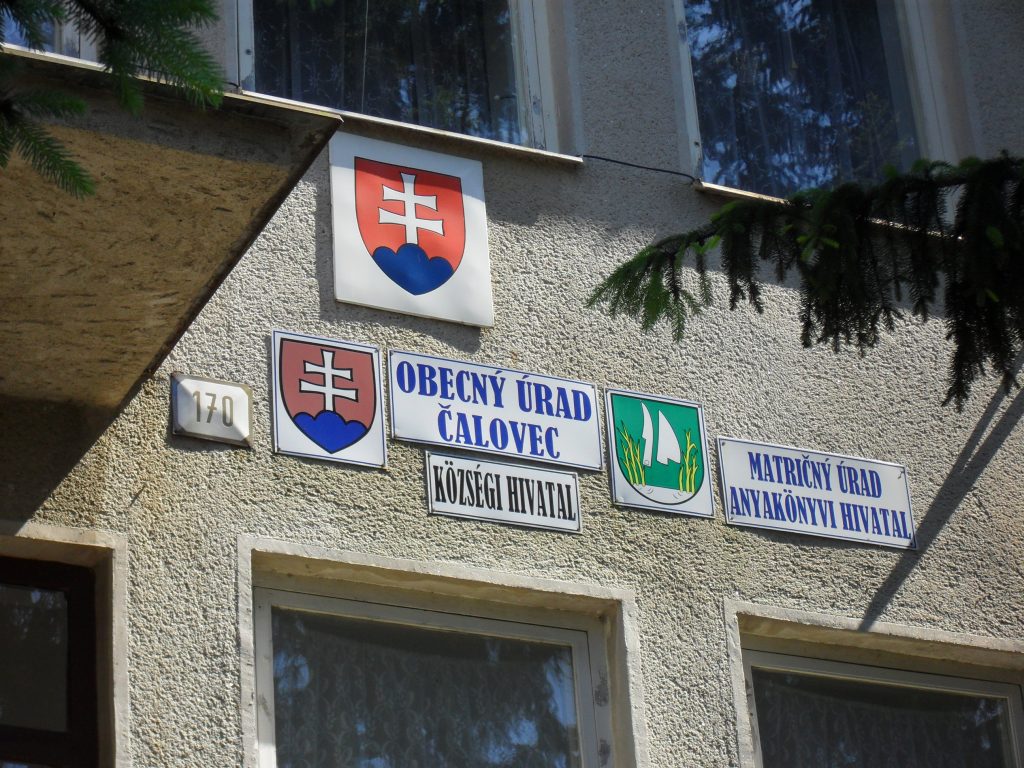 170
OBECNÝ ÚRAD
ČALOVEC
KÖZSÉGI HIVATAL
MATRIČNÝ ÚRAD
ANYAKÖNYVI HIVATAL